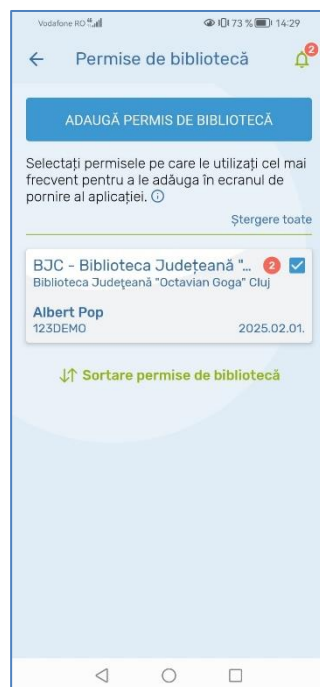 Vodafone RO 73 % 14:29
Permise de bibliotecă
2
ADAUGĂ PERMIS DE BIBLIOTECĂ
Selectați permisele pe care le utilizați cel mai
frecvent pentru a le adăuga în ecranul de
pornire al aplicației.
Ștergere toate
BJC - Biblioteca Județeană "... 2
Biblioteca Judeţeană "Octavian Goga" Cluj
Albert Pop
123DEMO 2025.02.01.
Sortare permise de bibliotecă